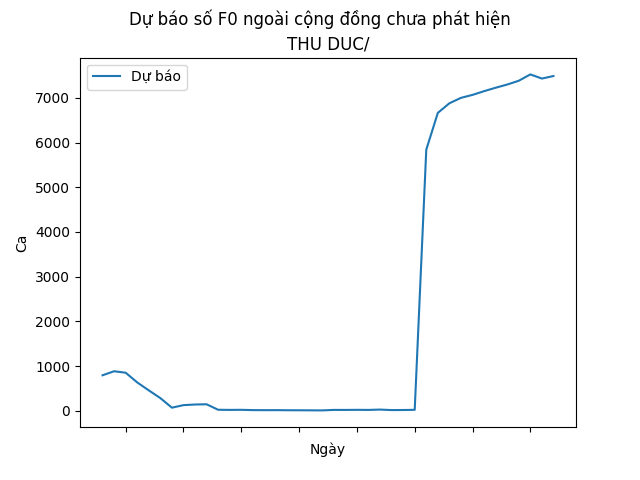 Dự báo số F0 ngoài cộng đồng chưa phát hiện
THU DUC/
Dự báo
7000
6000
5000
4000
3000
2000
1000
0
Ca
Ngày